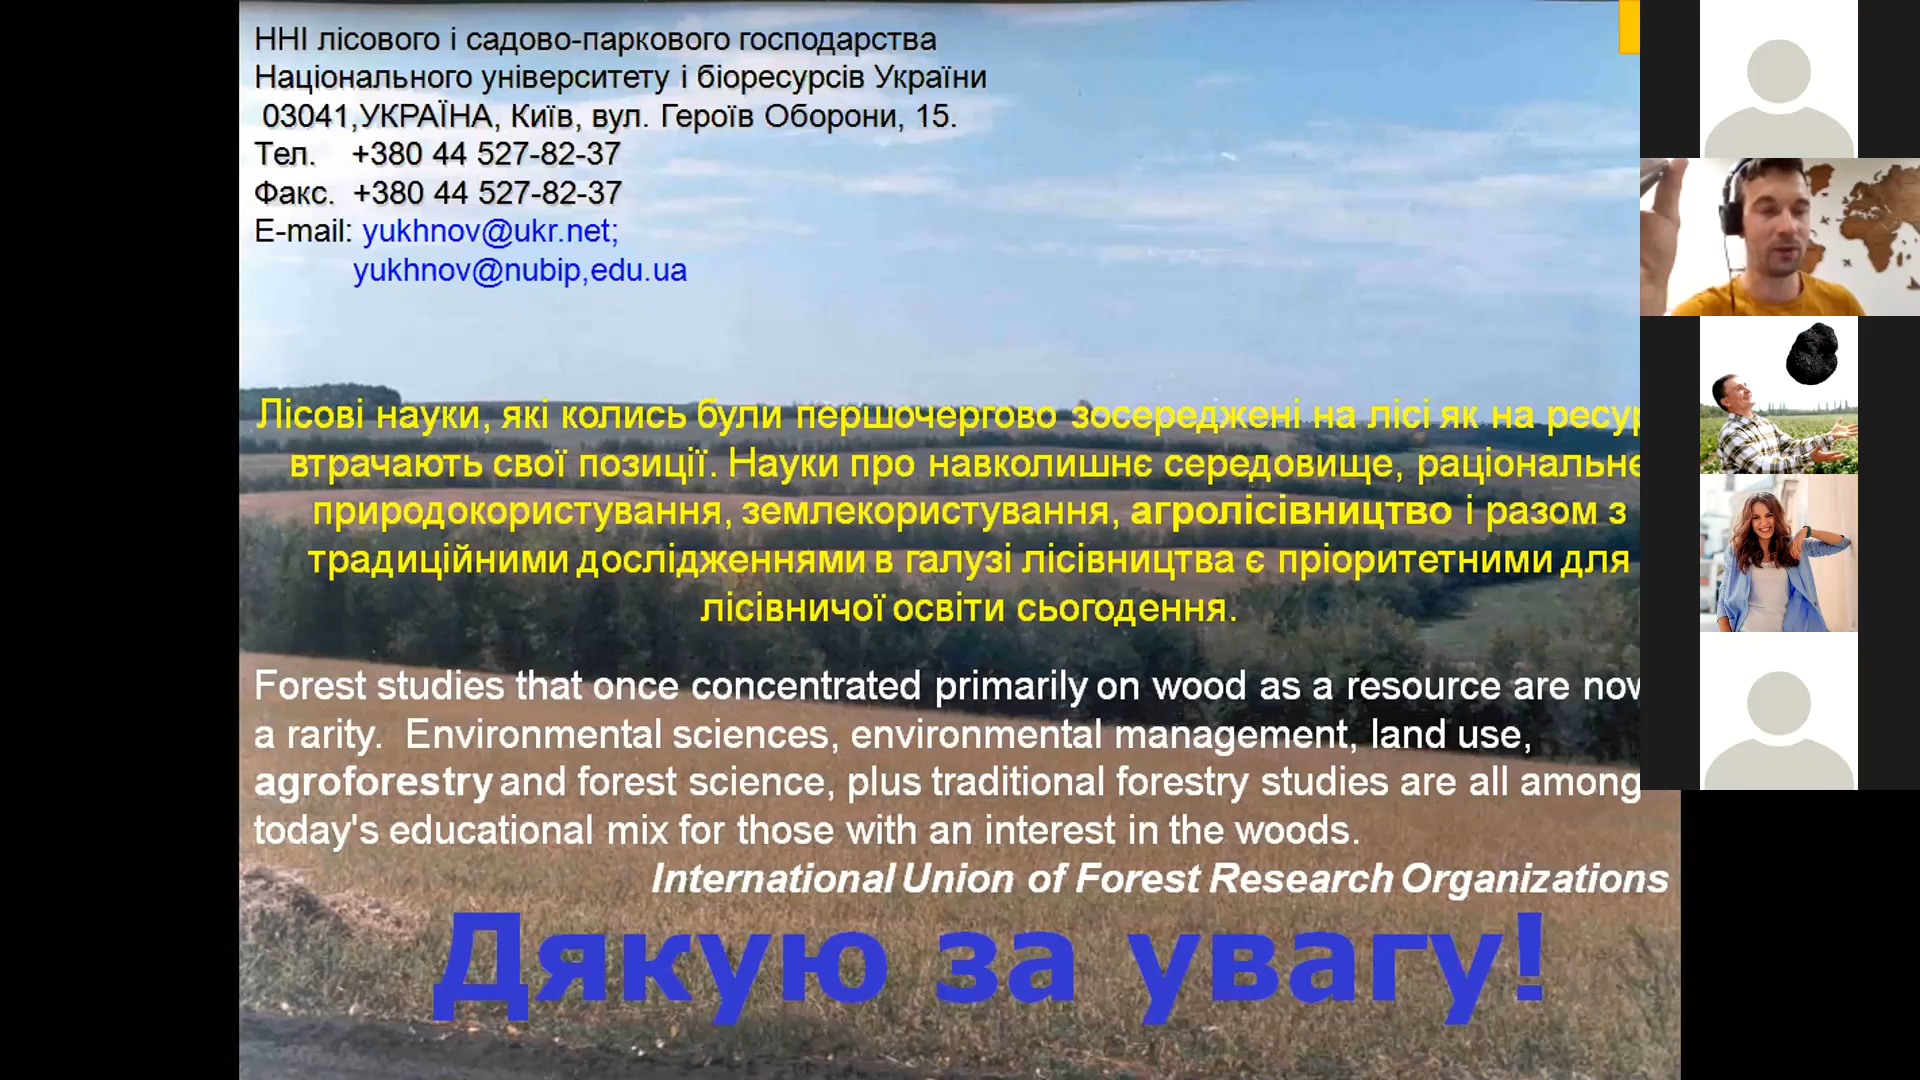 ННІ лісового і садово-паркового господарства
Національного університету і біоресурсів України
03041,УКРАЇНА, Київ, вул. Героїв Оборони, 15.
Тел. +380 44 527-82-37
Факс. +380 44 527-82-37
E-mail: yukhnov@ukr.net;
yukhnov@nubip,edu.ua
Лісові науки, які колись були першочергово зосереджені на лісі як на
втрачають свої позиції. Науки про навколишнє середовище, раціональне
природокористування, землекористування, агролісівництво і разом з
традиційними дослідженнями в галузі лісівництва є пріоритетними для
лісівничої освіти сьогодення.
Forest studies that once concentrated primarily on wood as a resource are now
a rarity. Environmental sciences, environmental management, land use,
agroforestry and forest science, plus traditional forestry studies are all among
today's educational mix for those with an interest in the woods.
International Union of Forest Research Organizations
Дякую за увагу!